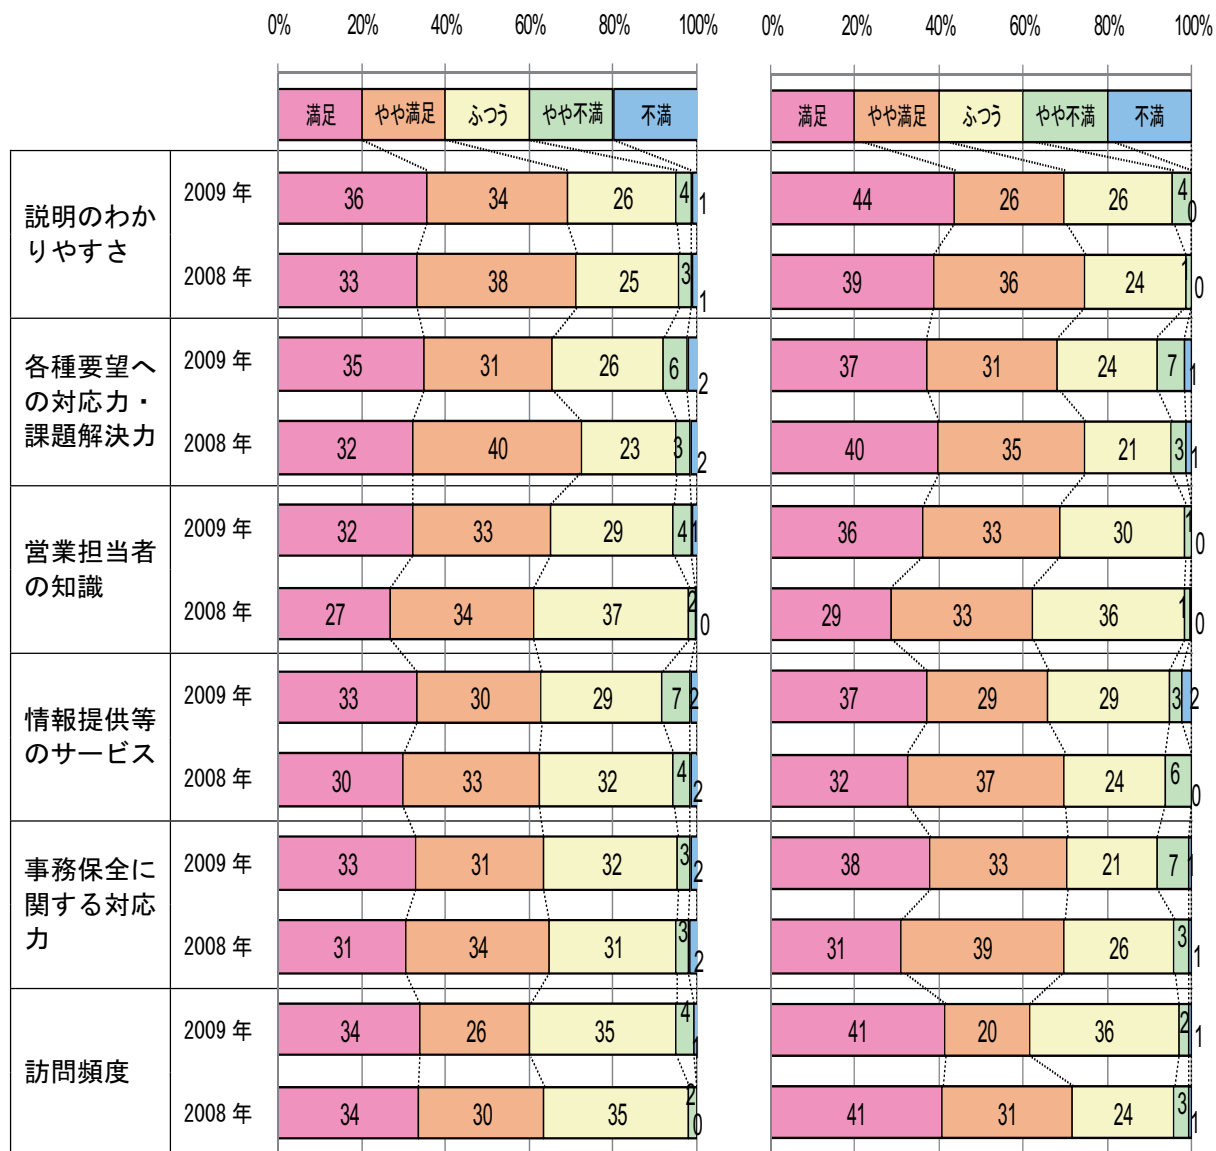 0% 20% 40% 60% 80% 100% 0% 20% 40% 60% 80% 100%
満足 やや満足 ふつう やや不満 不満 満足 やや満足 ふつう やや不満 不満
説明のわか
りやすさ
2009 年 36 34 26 4 1 44 26 26 4 0
2008 年 33 38 25 3 1 39 36 24 1 0
各種要望へ
の対応力・
課題解決力
2009 年 35 31 26 6 2 37 31 24 7 1
2008 年 32 40 23 3 2 40 35 21 3 1
営業担当者
の知識
2009 年 32 33 29 4 1 36 33 30 1 0
2008 年 27 34 37 2 0 29 33 36 1 0
情報提供等
のサービス
2009 年 33 30 29 7 2 37 29 29 3 2
2008 年 30 33 32 4 2 32 37 24 6 0
事務保全に
関する対応
力
2009 年 33 31 32 3 2 38 33 21 7 1
2008 年 31 34 31 3 2 31 39 26 3 1
訪問頻度
2009 年 34 26 35 4 1 41 20 36 2 1
2008 年 34 30 35 2 0 41 31 24 3 1